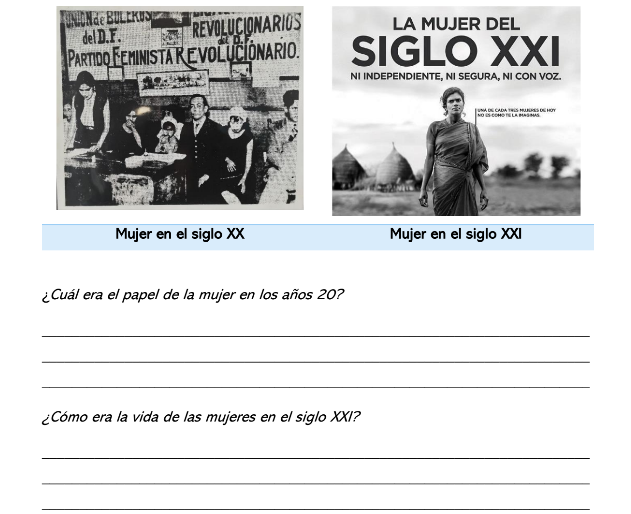 UNIÓN de BOLEROS
del D.F.
REVOLUCIONARIOS
del D.F.
PARTIDO FEMINISTA REVOLUCIONARIO.
LA MUJER DEL
SIGLO XXI
NI INDEPENDIENTE, NI SEGURA, NI CON VOZ.
UNA DE CADA TRES MUJERES DE HOY
NO ES COMO TE LA IMAGINAS.
Mujer en el siglo XX
Mujer en el siglo XXI
¿Cuál era el papel de la mujer en los años 20?
¿Cómo era la vida de las mujeres en el siglo XXI?